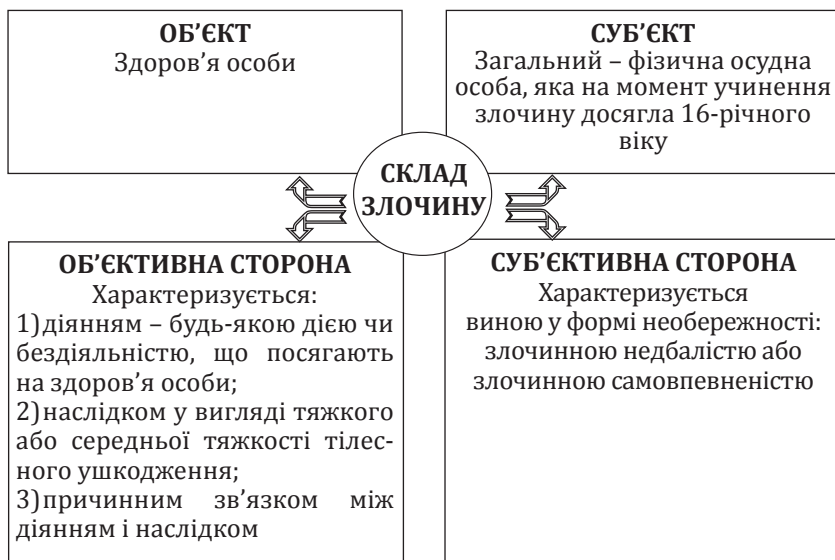 ОБ’ЄКТ
Здоров’я особи
СУБ’ЄКТ
Загальний – фізична осудна
особа, яка на момент учинення
злочину досягла 16-річного
віку
СКЛАД
ЗЛОЧИНУ
ОБ’ЄКТИВНА СТОРОНА
Характеризується:
1)діянням – будь-якою дією чи
бездіяльністю, що посягають
на здоров’я особи;
2)наслідком у вигляді тяжкого
або середньої тяжкості тілес-
ного ушкодження;
3)причинним зв’язком між
діянням і наслідком
СУБ’ЄКТИВНА СТОРОНА
Характеризується
виною у формі необережності:
злочинною недбалістю або
злочинною самовпевненістю